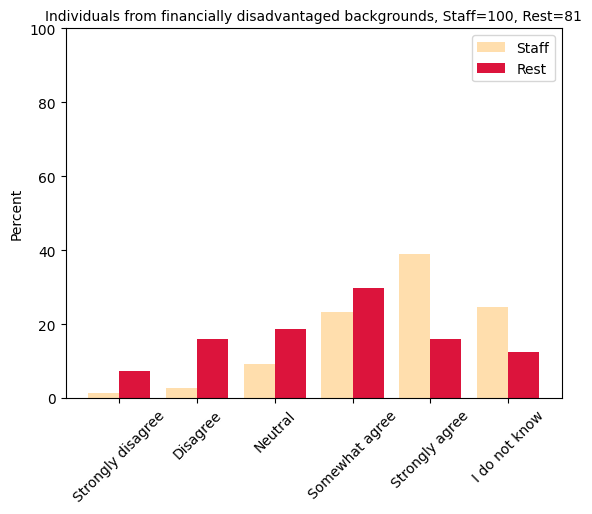 Individuals from financially disadvantaged backgrounds, Staff=100, Rest=81
100
80
60
40
20
0
Percent
Staff
Rest
Strongly disagree
Disagree
Neutral
Somewhat agree
Strongly agree
I do not know